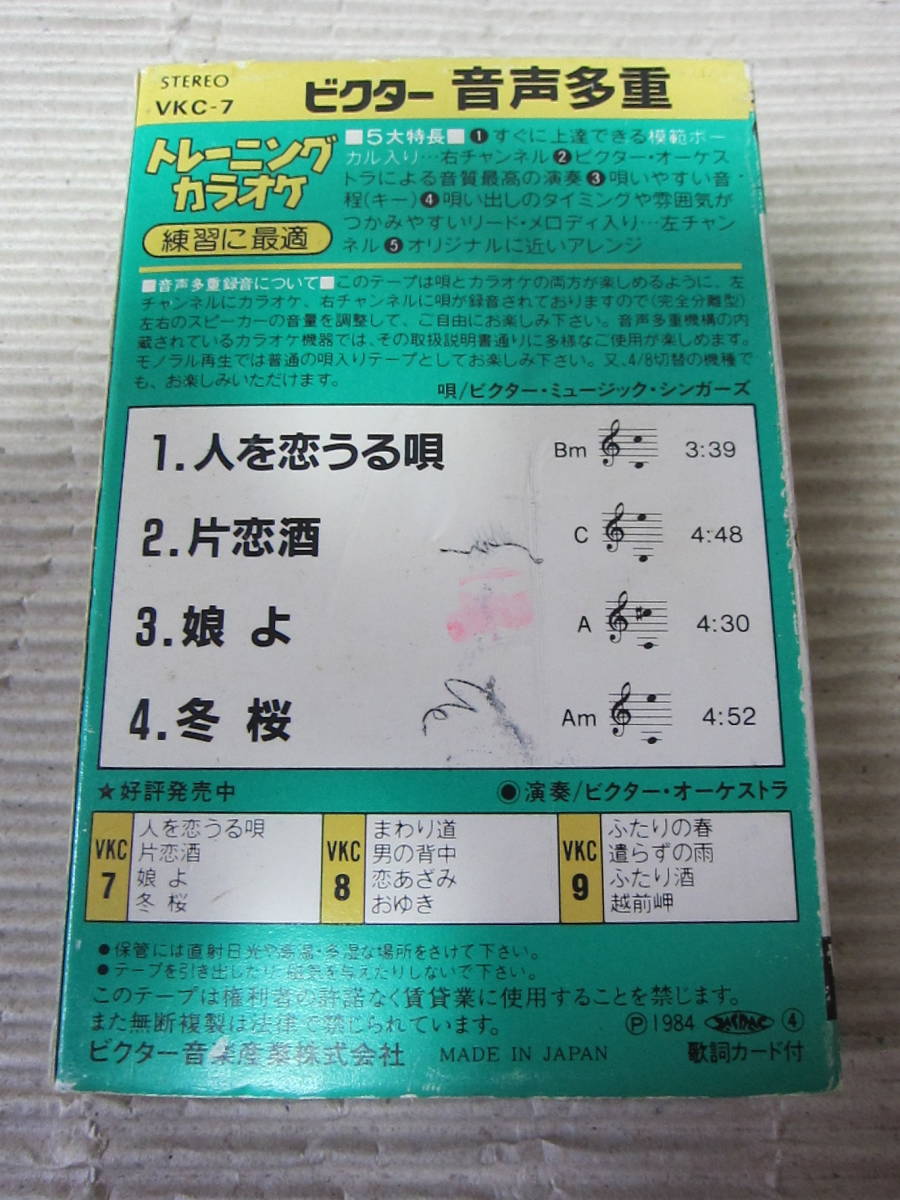 STEREO
VKC-7
ビクター 音声多重
トレーニング
カラオケ
練習に最適
■5大特長■❶すぐに上達できる模範ボー
カル入り…右チャンネル❷ビクター・オーケス
トラによる音質最高の演奏❸唄いやすい音
程(キー)❹唄い出しのタイミングや雰囲気が
つかみやすいリード・メロディ入り…左チャン
ネル❺オリジナルに近いアレンジ
■音声多重録音について■このテープは唄とカラオケの両方が楽しめるように、左
チャンネルにカラオケ、右チャンネルに唄が録音されておりますので(完全分離型)
左右のスピーカーの音量を調整して、ご自由にお楽しみ下さい。音声多重機構の内
蔵されているカラオケ機器では、その取扱説明書通りに多様なご使用が楽しめます。
モノラル再生では普通の唄入りテープとしてお楽しみ下さい。又、4/8切替の機種で
も、お楽しみいただけます。
唄/ビクター・ミュージック・シンガーズ
1.人を恋うる唄 Bm 3:39
2.片恋酒 C 4:48
3.娘よ A 4:30
4.冬桜 Am 4:52
★好評発売中
◉演奏/ビクター・オーケストラ
VKC
7
人を恋うる唄
片恋酒
娘よ
冬桜
VKC
8
まわり道
男の背中
恋あざみ
おゆき
VKC
9
ふたりの春
遣らずの雨
ふたり酒
越前岬
●保管には直射日光や高温・多湿な場所をさけて下さい。
●テープを引き出したり、磁気を与えたりしないで下さい。
このテープは権利者の許諾なく賃貸業に使用することを禁じます。
また無断複製は法律で禁じられています。
Ⓟ1984 JASRAC ④
ビクター音楽産業株式会社 MADE IN JAPAN 歌詞カード付